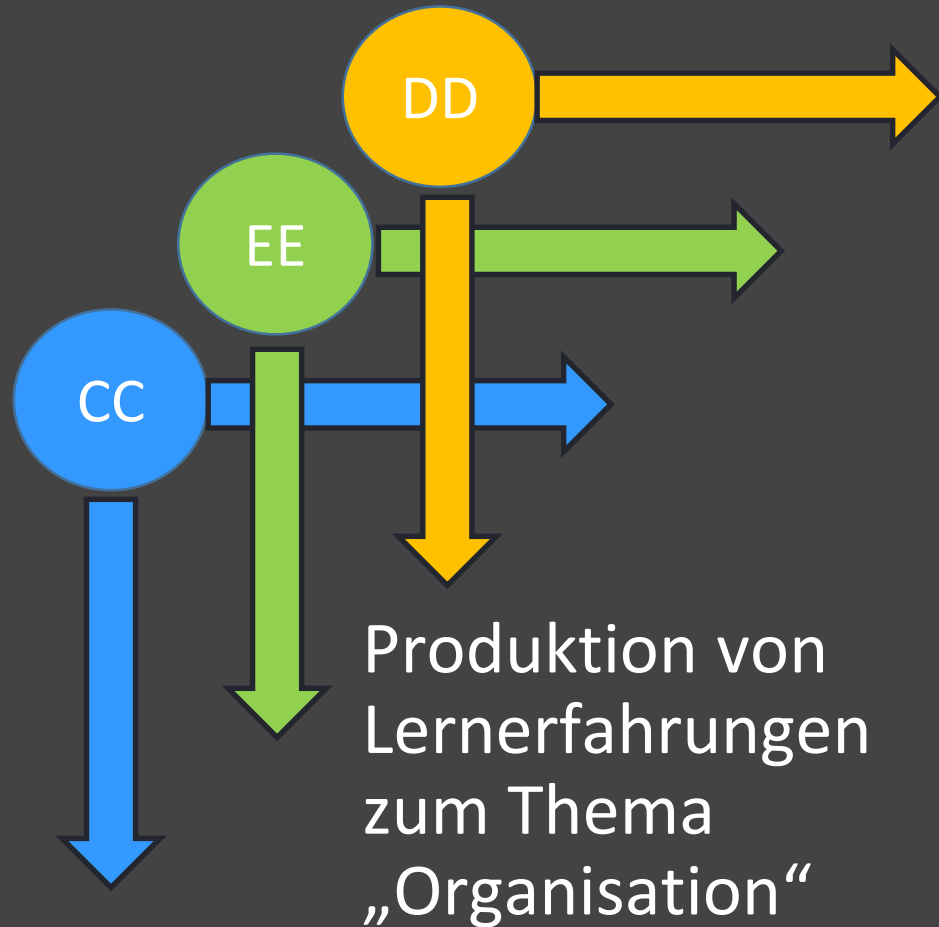 DD
EE
CC
Produktion von
Lernerfahrungen
zum Thema
„Organisation“